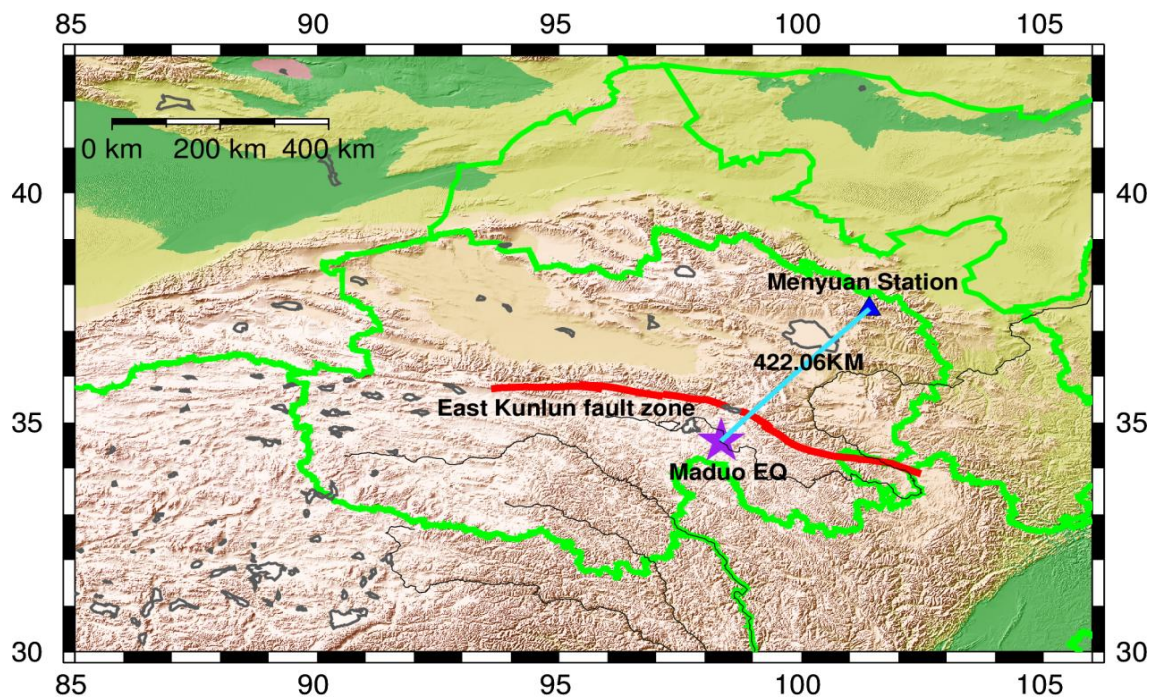 85 90 95 100 105
0 km 200 km 400 km
40 40
Menyuan Station
422.06KM
East Kunlun fault zone
35 35
Maduo EQ
30 30
85 90 95 100 105